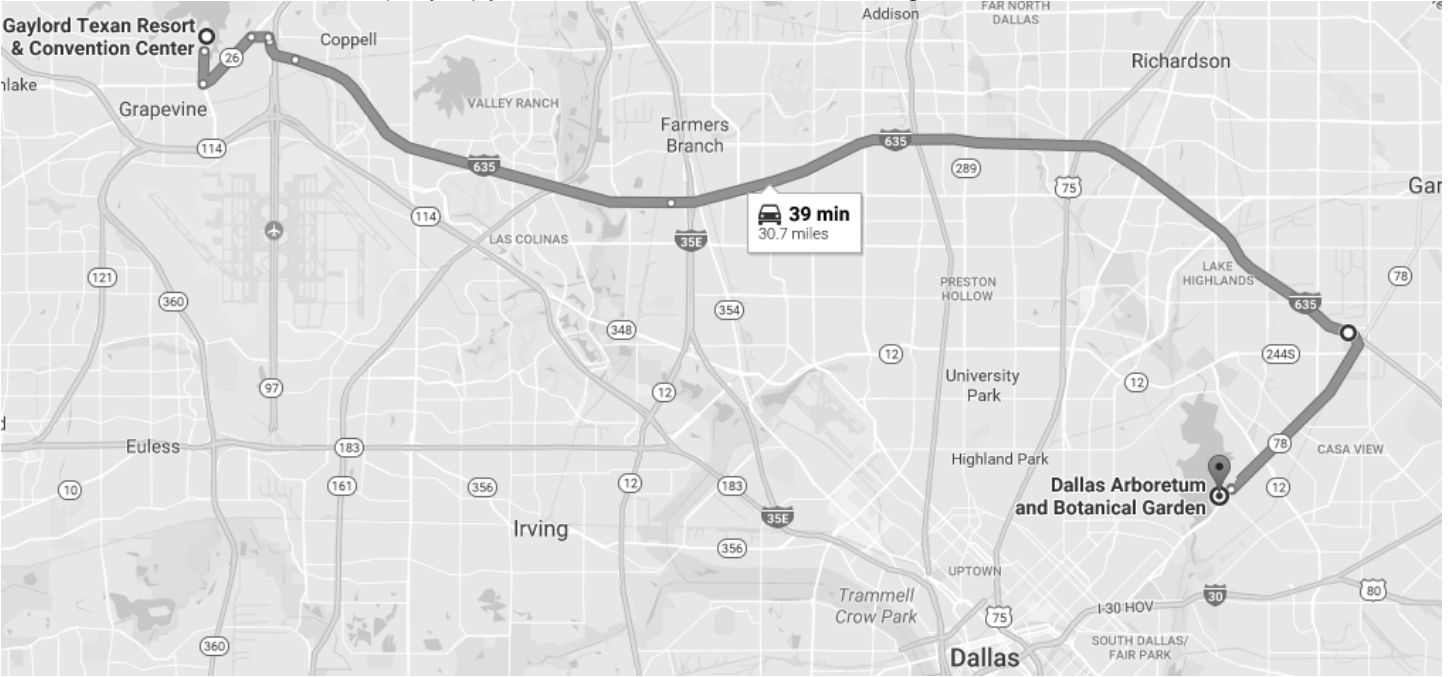 FAR NORTH
DALLAS
Addison
Gaylord Texan Resort
& Convention Center
Coppell
26
Richardson
Grapevine
VALLEY RANCH
Farmers
Branch
114
635
635
289
75
Gar
114
39 min
30.7 miles
LAS COLINAS
35E
121
360
LAKE
HIGHLANDS
78
PRESTON
HOLLOW
635
354
348
12
244S
97
12
University
Park
12
Euless
183
78
CASA VIEW
Highland Park
10
161
356
12
183
Dallas Arboretum
and Botanical Garden
12
35E
Irving
356
UPTOWN
Trammell
Crow Park
30
80
75
I-30 HOV
360
Dallas
SOUTH DALLAS/
FAIR PARK